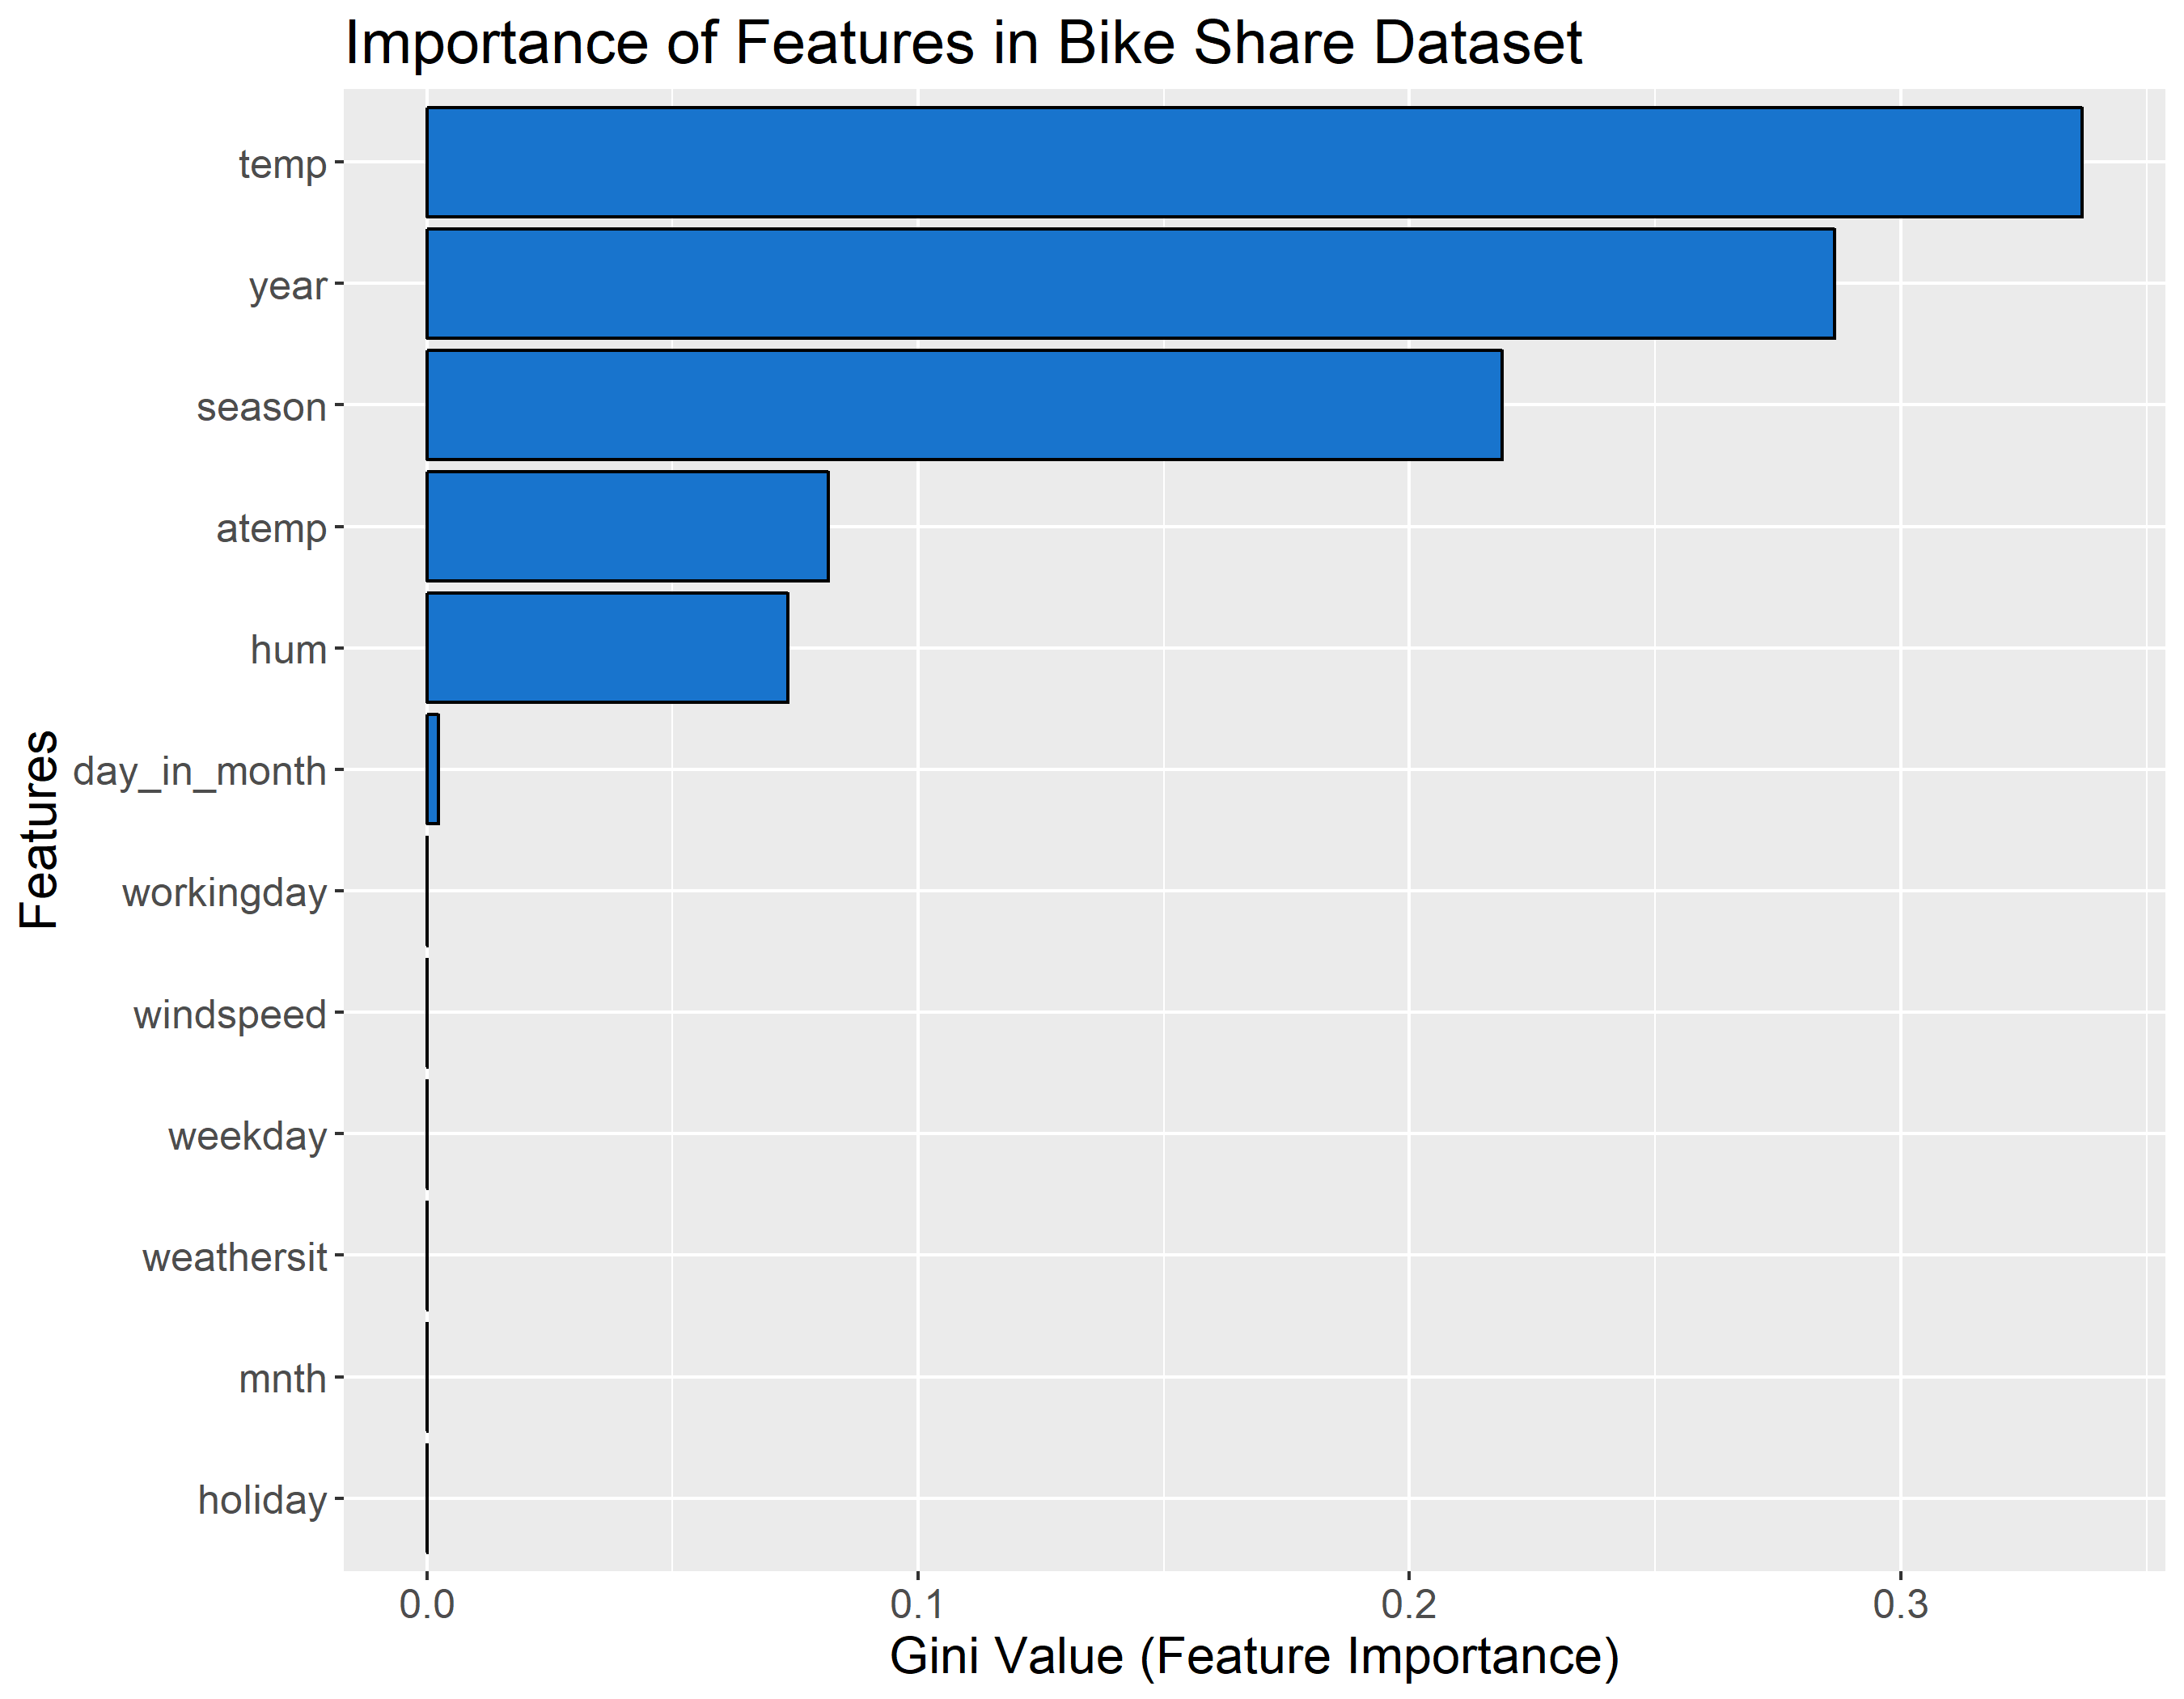 Importance of Features in Bike Share Dataset
temp
year
season
atemp
hum
day_in_month
workingday
windspeed
weekday
weathersit
mnth
holiday
Features
0.0 0.1 0.2 0.3
Gini Value (Feature Importance)